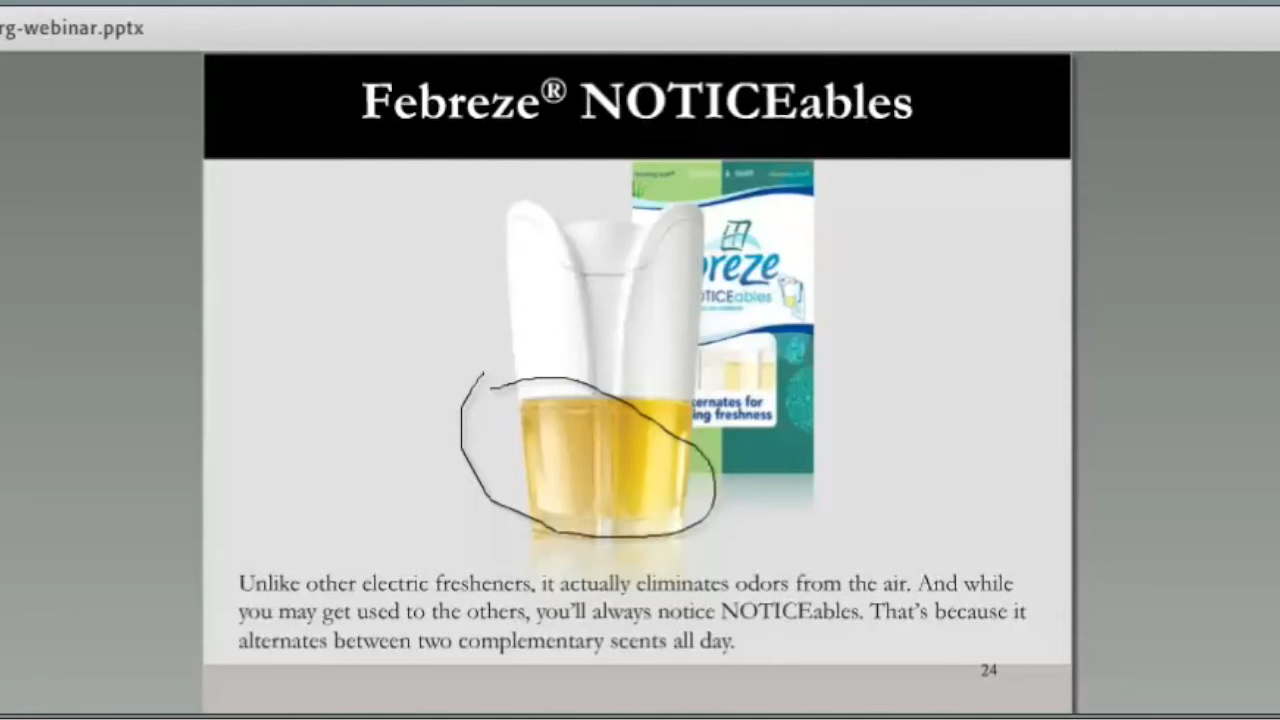 rg-webinar.pptx
Febreze® NOTICEables
breze
TICEables
ernates for
ng freshness
Unlike other electric fresheners, it actually eliminates odors from the air. And while
you may get used to the others, you'll always notice NOTICEables. That's because it
alternates between two complementary scents all day.
24